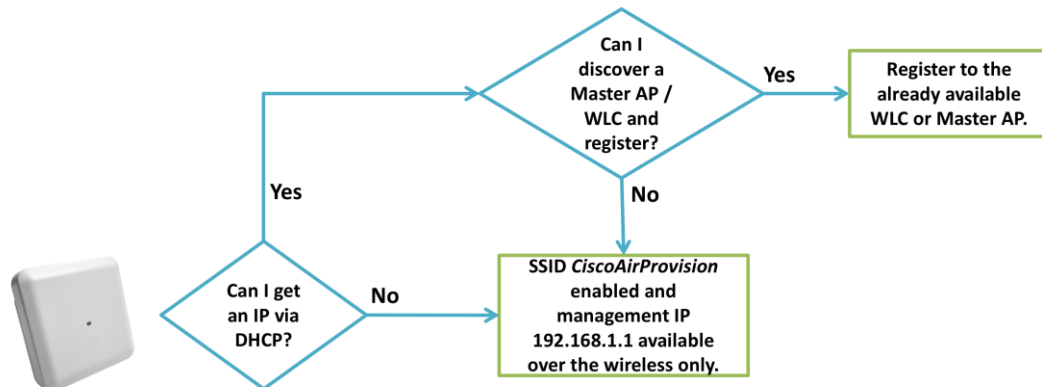 Can I
discover a
Master AP /
WLC and
register?
Yes
Register to the
already available
WLC or Master AP.
Yes
No
Can I get
an IP via
DHCP?
No
SSID CiscoAirProvision
enabled and
management IP
192.168.1.1 available
over the wireless only.